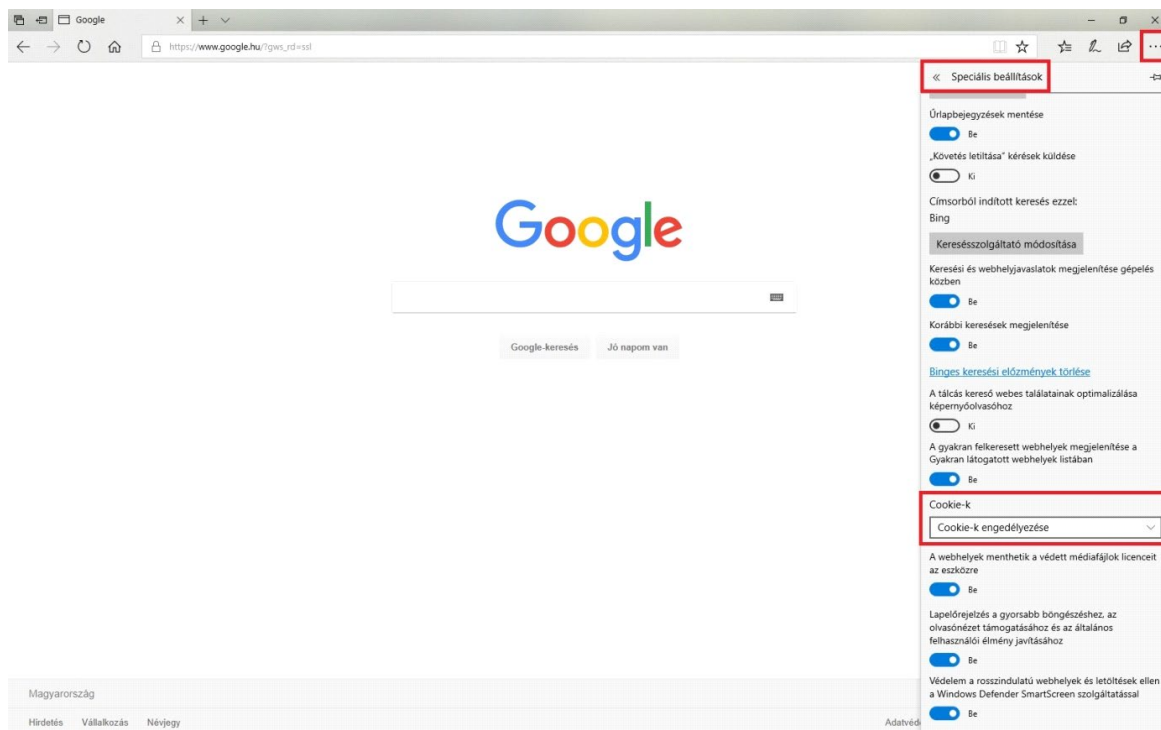 Google
https://www.google.hu/?gws_rd=ssl
Speciális beállítások
Űrlapbejegyzések mentése
Be
„Követés letiltása" kérések küldése
Ki
Címsorból indított keresés ezzel:
Bing
Keresésszolgáltató módosítása
Keresési és webhelyjavaslatok megjelenítése gépelés
közben
Be
Korábbi keresések megjelenítése
Be
Binges keresési előzmények törlése
A tálcás kereső webes találatainak optimalizálása
képernyőolvasóhoz
Ki
A gyakran felkeresett webhelyek megjelenítése a
Gyakran látogatott webhelyek listában
Be
Cookie-k
Cookie-k engedélyezése
A webhelyek menthetik a védett médiafájlok licenceit
az eszközre
Be
Lapelőrejelzés a gyorsabb böngészéshez, az
olvasónézet támogatásához és az általános
felhasználói élmény javításához
Be
Védelem a rosszindulatú webhelyek és letöltések ellen
a Windows Defender SmartScreen szolgáltatással
Be
Google
Google-keresés Jó napom van
Magyarország
Hirdetés Vállalkozás Névjegy